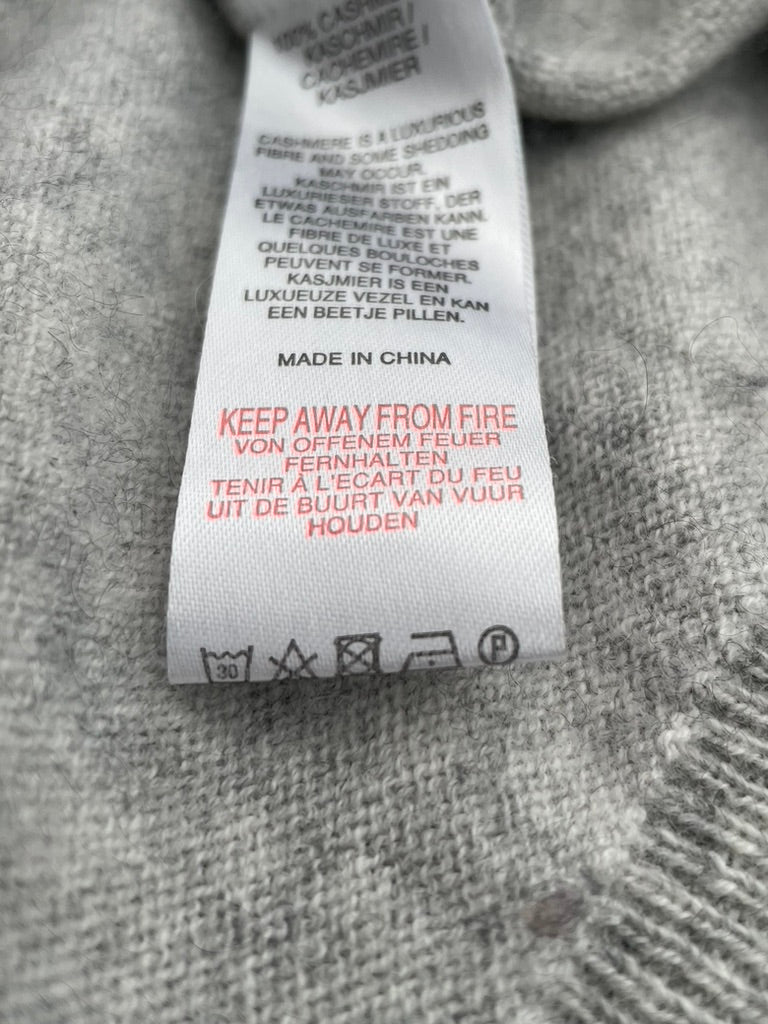 100% CASHMERE/
KASCHMIR/
CACHEMIRE/
KASJMIER
CASHMERE IS A LUXURIOUS
FIBRE AND SOME SHEDDING
MAY OCCUR.
KASCHMIR IST EIN
LUXURIESER STOFF, DER
ETWAS AUSFARBEN KANN.
LE CACHEMIRE EST UNE
FIBRE DE LUXE ET
QUELQUES BOULOCHES
PEUVENT SE FORMER.
KASJMIER IS EEN
LUXUEUZE VEZEL EN KAN
EEN BEETJE PILLEN.
MADE IN CHINA
KEEP AWAY FROM FIRE
VON OFFENEM FEUER
FERNHALTEN
TENIR À L'ECART DU FEU
UIT DE BUURT VAN VUUR
HOUDEN
30 P